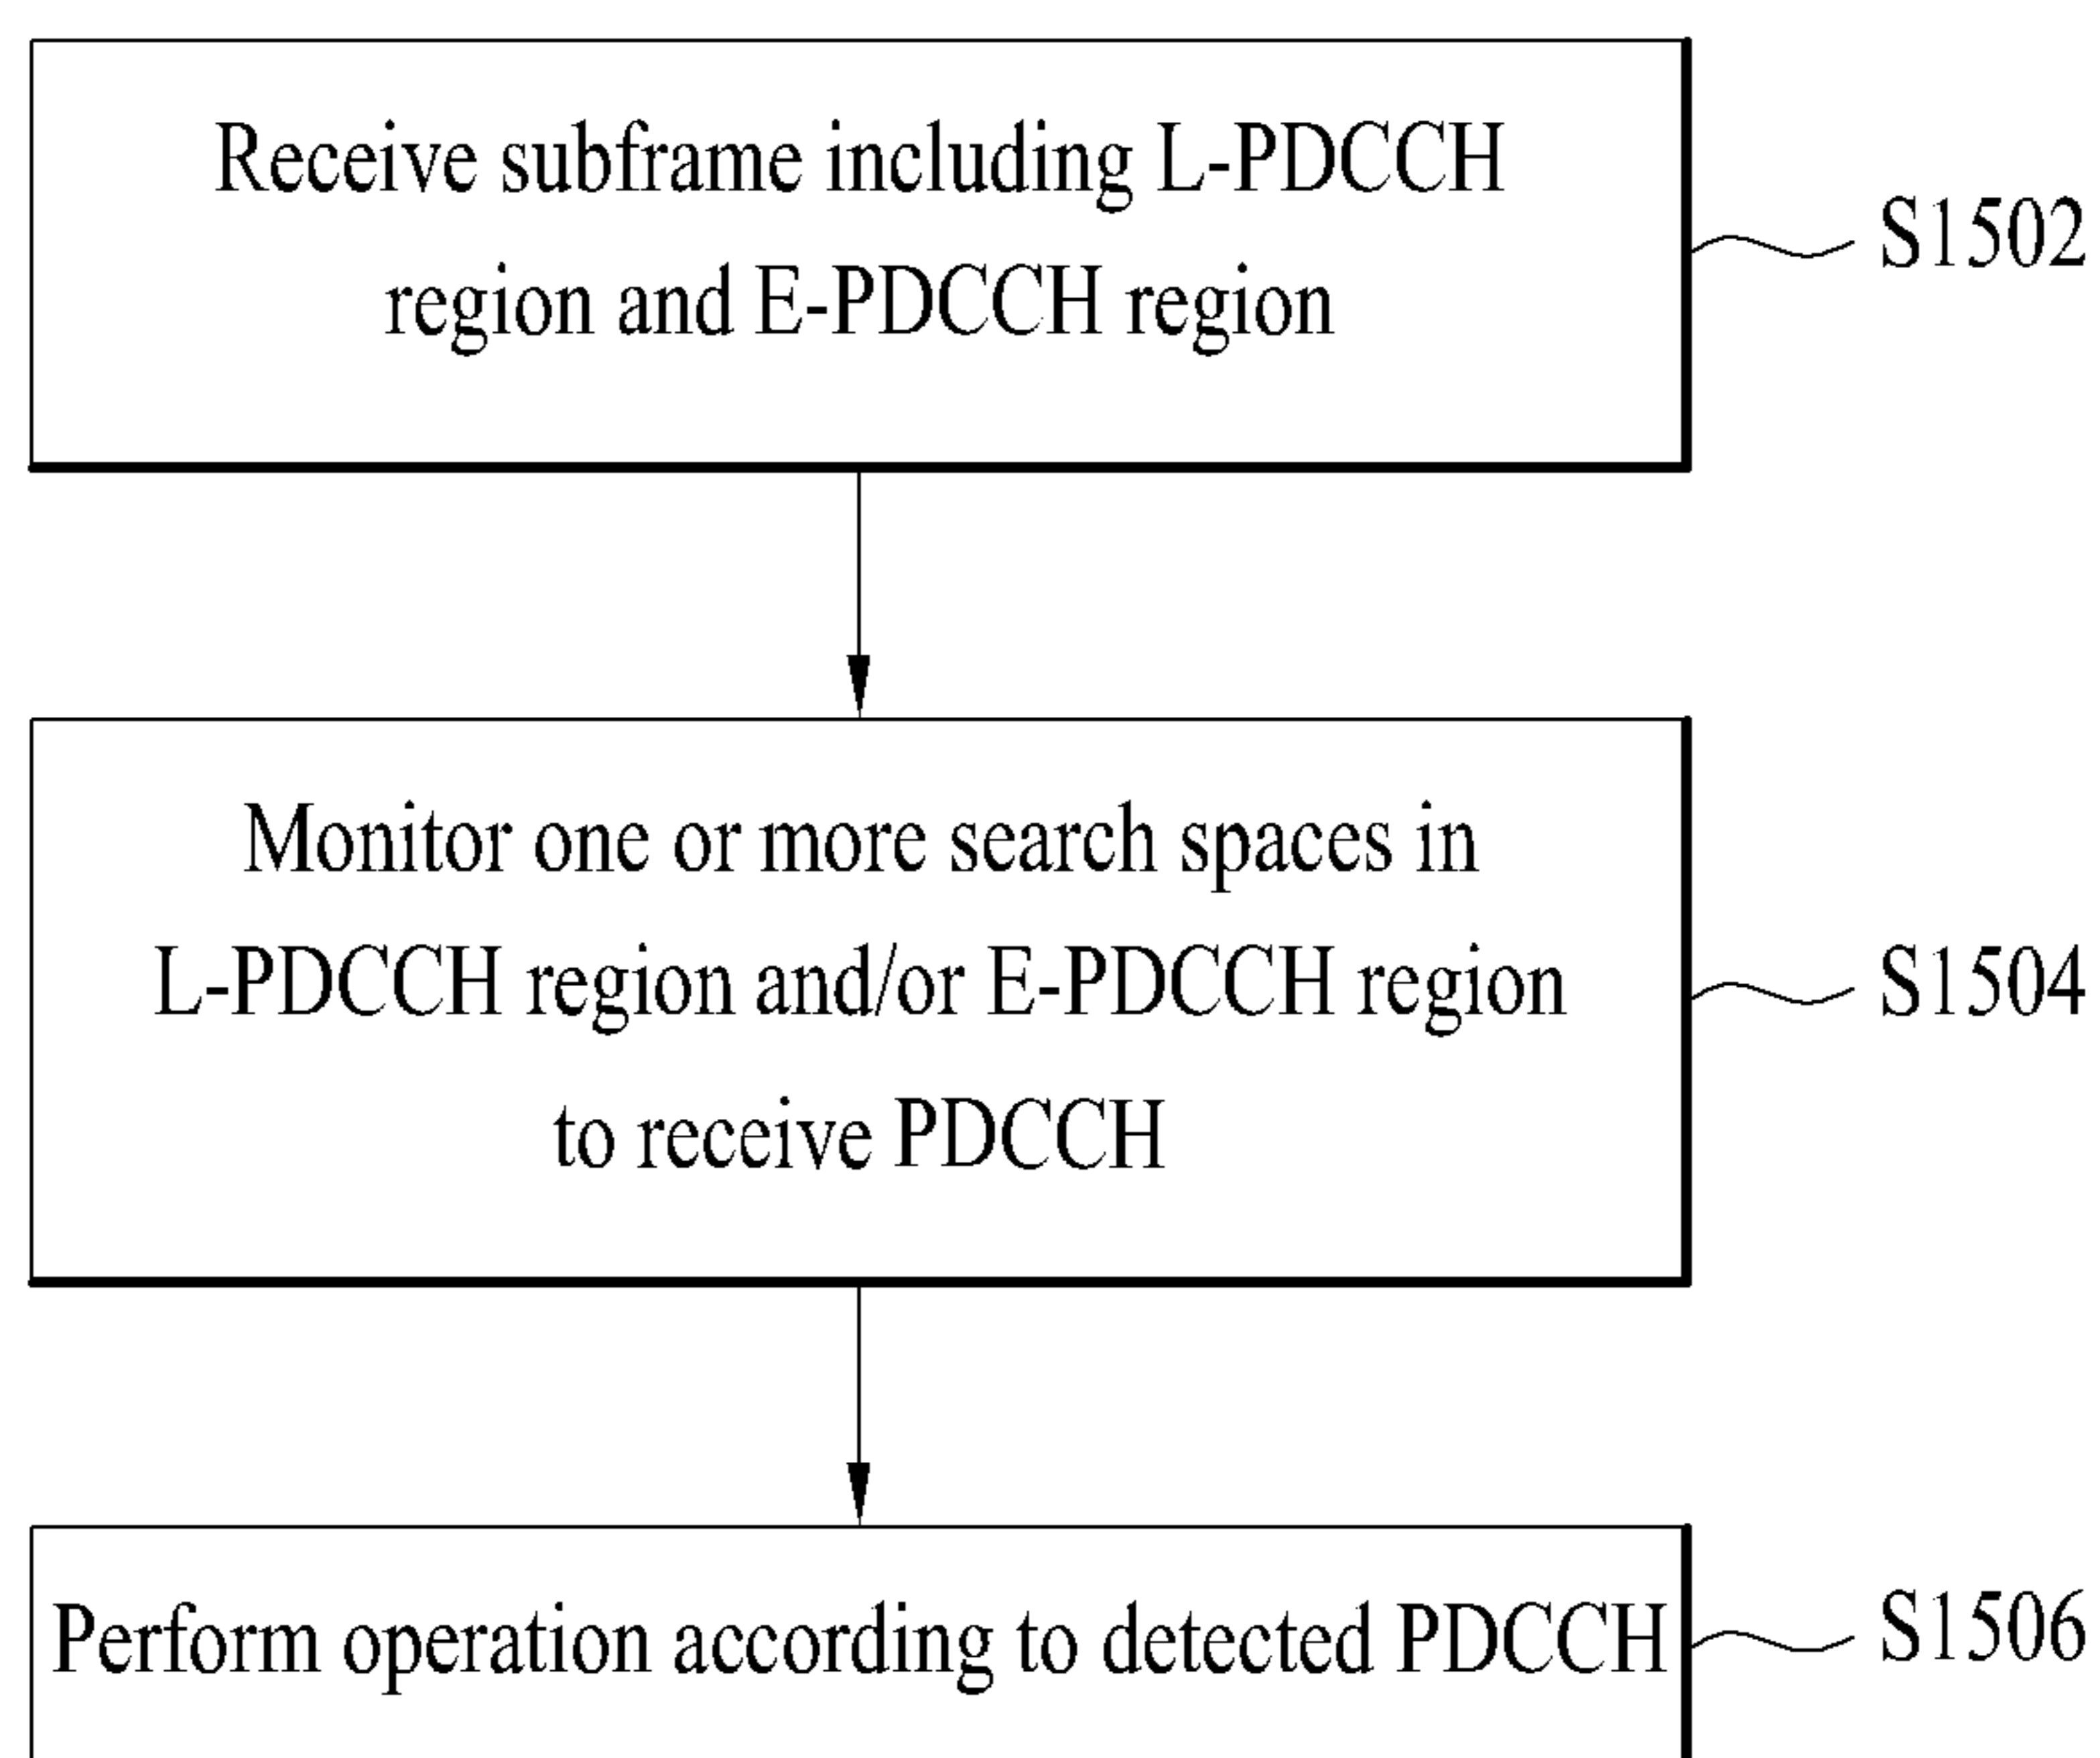 Receive subframe including L-PDCCH
region and E-PDCCH region
S1502
Monitor one or more search spaces in
L-PDCCH region and/or E-PDCCH region
to receive PDCCH
S1504
Perform operation according to detected PDCCH
S1506